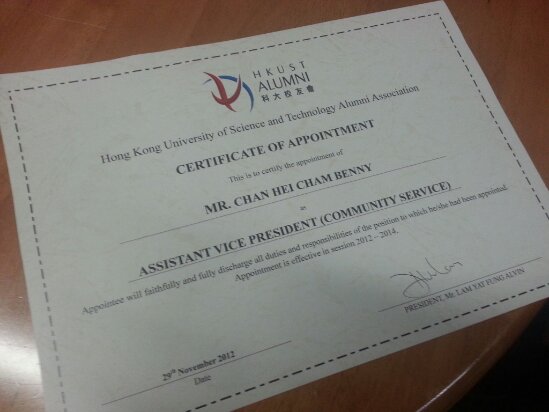 HKUST
ALUMNI
科大校友會
Hong Kong University of Science and Technology Alumni Association
CERTIFICATE OF APPOINTMENT
This is to certify the appointment of
MR. CHAN HEI CHAM BENNY
as
ASSISTANT VICE PRESIDENT (COMMUNITY SERVICE)
Appointee will faithfully and fully discharge all duties and responsibilities of the position to which he/she had been appointed.
Appointment is effective in session 2012 – 2014.
PRESIDENT, Mr. LAM YAT FUNG ALVIN
29th November 2012
Date